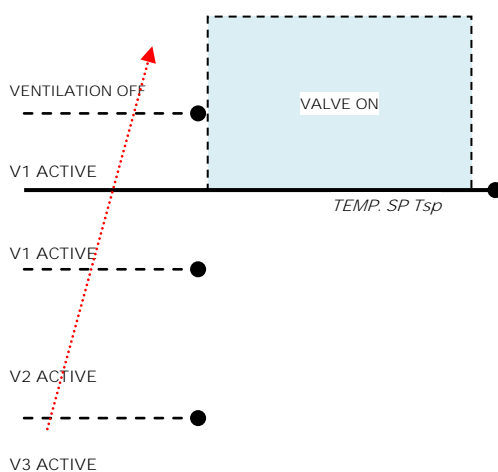 VENTILATION OFF
VALVE ON
V1 ACTIVE
TEMP. SP Tsp
V1 ACTIVE
V2 ACTIVE
V3 ACTIVE